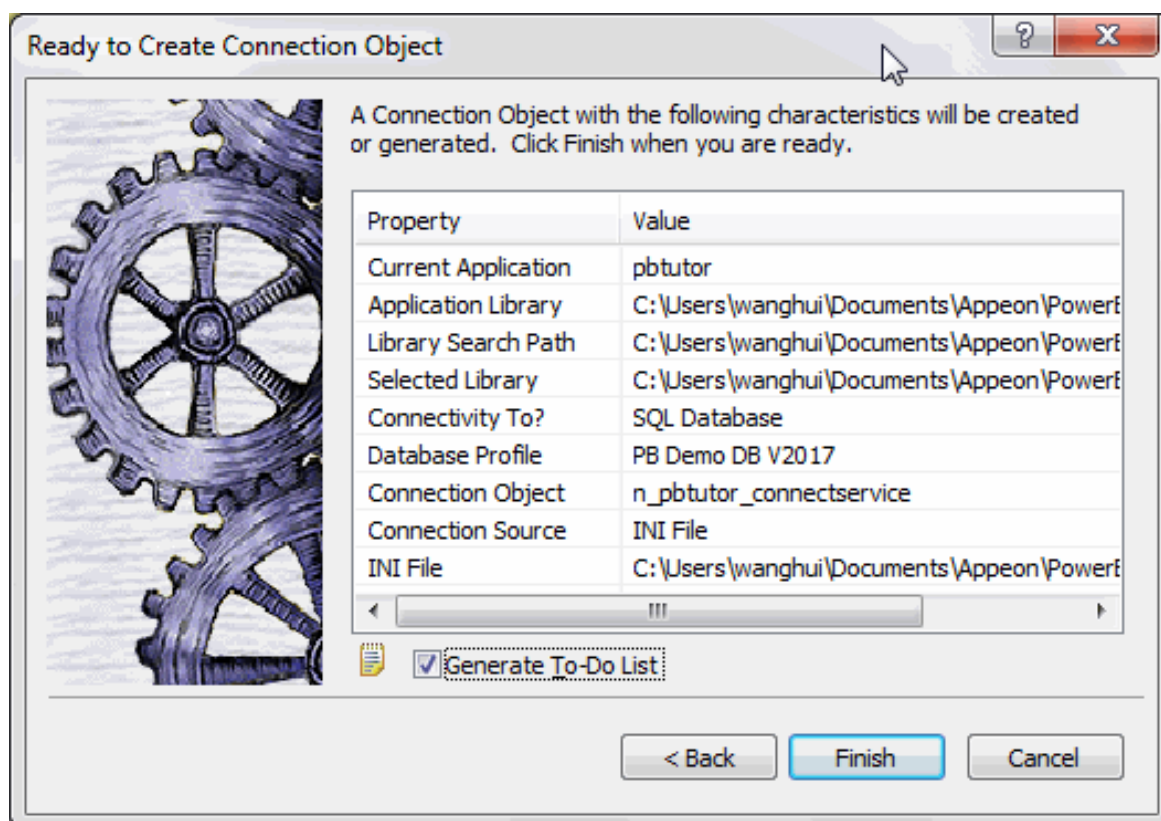 Ready to Create Connection Object
A Connection Object with the following characteristics will be created
or generated. Click Finish when you are ready.
Property Value
Current Application pbtutor
Application Library C:\Users\wanghui\Documents\Appeon\PowerB
Library Search Path C:\Users\wanghui\Documents\Appeon\PowerB
Selected Library C:\Users\wanghui\Documents\Appeon\PowerB
Connectivity To? SQL Database
Database Profile PB Demo DB V2017
Connection Object n_pbtutor_connectservice
Connection Source INI File
INI File C:\Users\wanghui\Documents\Appeon\PowerB
Generate To-Do List
< Back Finish Cancel